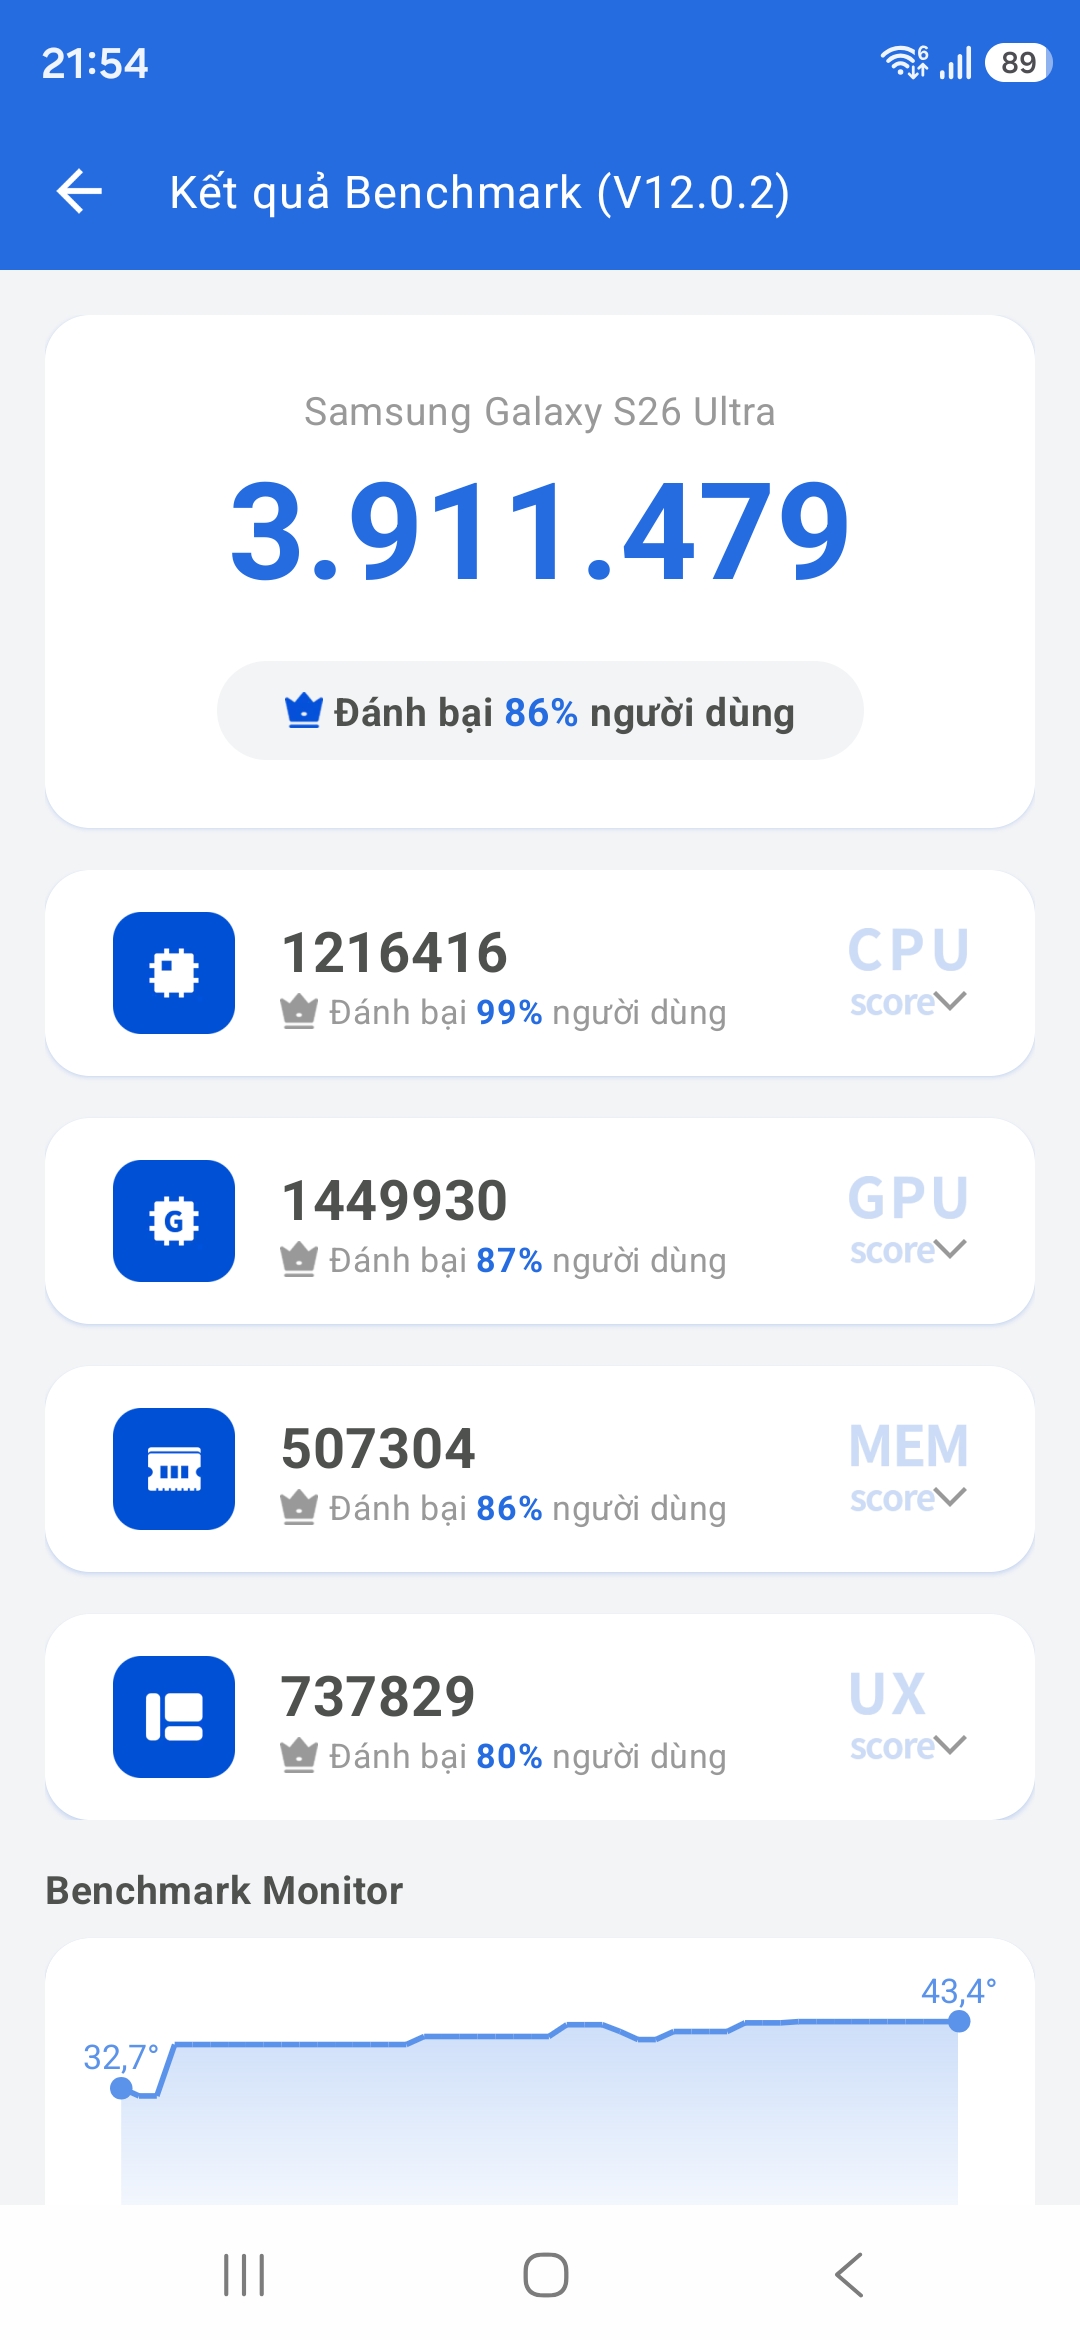 21:54
6
89
Kết quả Benchmark (V12.0.2)
Samsung Galaxy S26 Ultra
3.911.479
Đánh bại 86% người dùng
1216416
Đánh bại 99% người dùng
CPU
score
G
1449930
Đánh bại 87% người dùng
GPU
score
507304
Đánh bại 86% người dùng
MEM
score
737829
Đánh bại 80% người dùng
UX
score
Benchmark Monitor
43,4°
32,7°